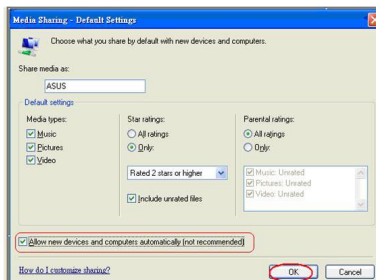 Media Sharing - Default Settings
Choose what you share by default with new devices and computers.
Share media as:
ASUS
Default settings
Media types:
Music
Pictures
Video
Star ratings:
All ratings
Only:
Rated 2 stars or higher
Include unrated files
Parental ratings:
All ratings
Only:
Music: Unrated
Pictures: Unrated
Video: Unrated
Allow new devices and computers automatically (not recommended)
How do I customize sharing?
OK
Cancel